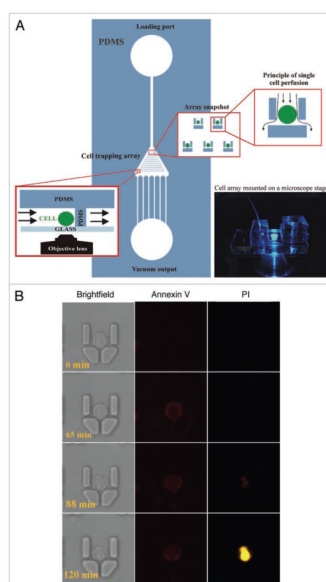 A
Loading port
PDMS
Array snapshot
Principle of single
cell perfusion
Cell trapping array
PDMS
CELL
PDMS
GLASS
Objective lens
Cell array mounted on a microscope stage
Vacuum output
B
Brightfield Annexin V PI
0 min
65 min
88 min
120 min